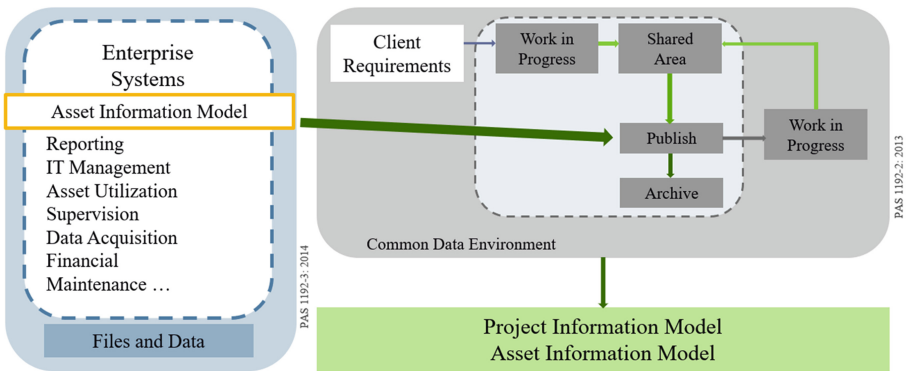 Enterprise
Systems
Asset Information Model
Reporting
IT Management
Asset Utilization
Supervision
Data Acquisition
Financial
Maintenance …
Files and Data
PAS 1192-3: 2014
Client
Requirements
Work in
Progress
Shared
Area
Publish
Work in
Progress
Archive
Common Data Environment
PAS 1192-2: 2013
Project Information Model
Asset Information Model